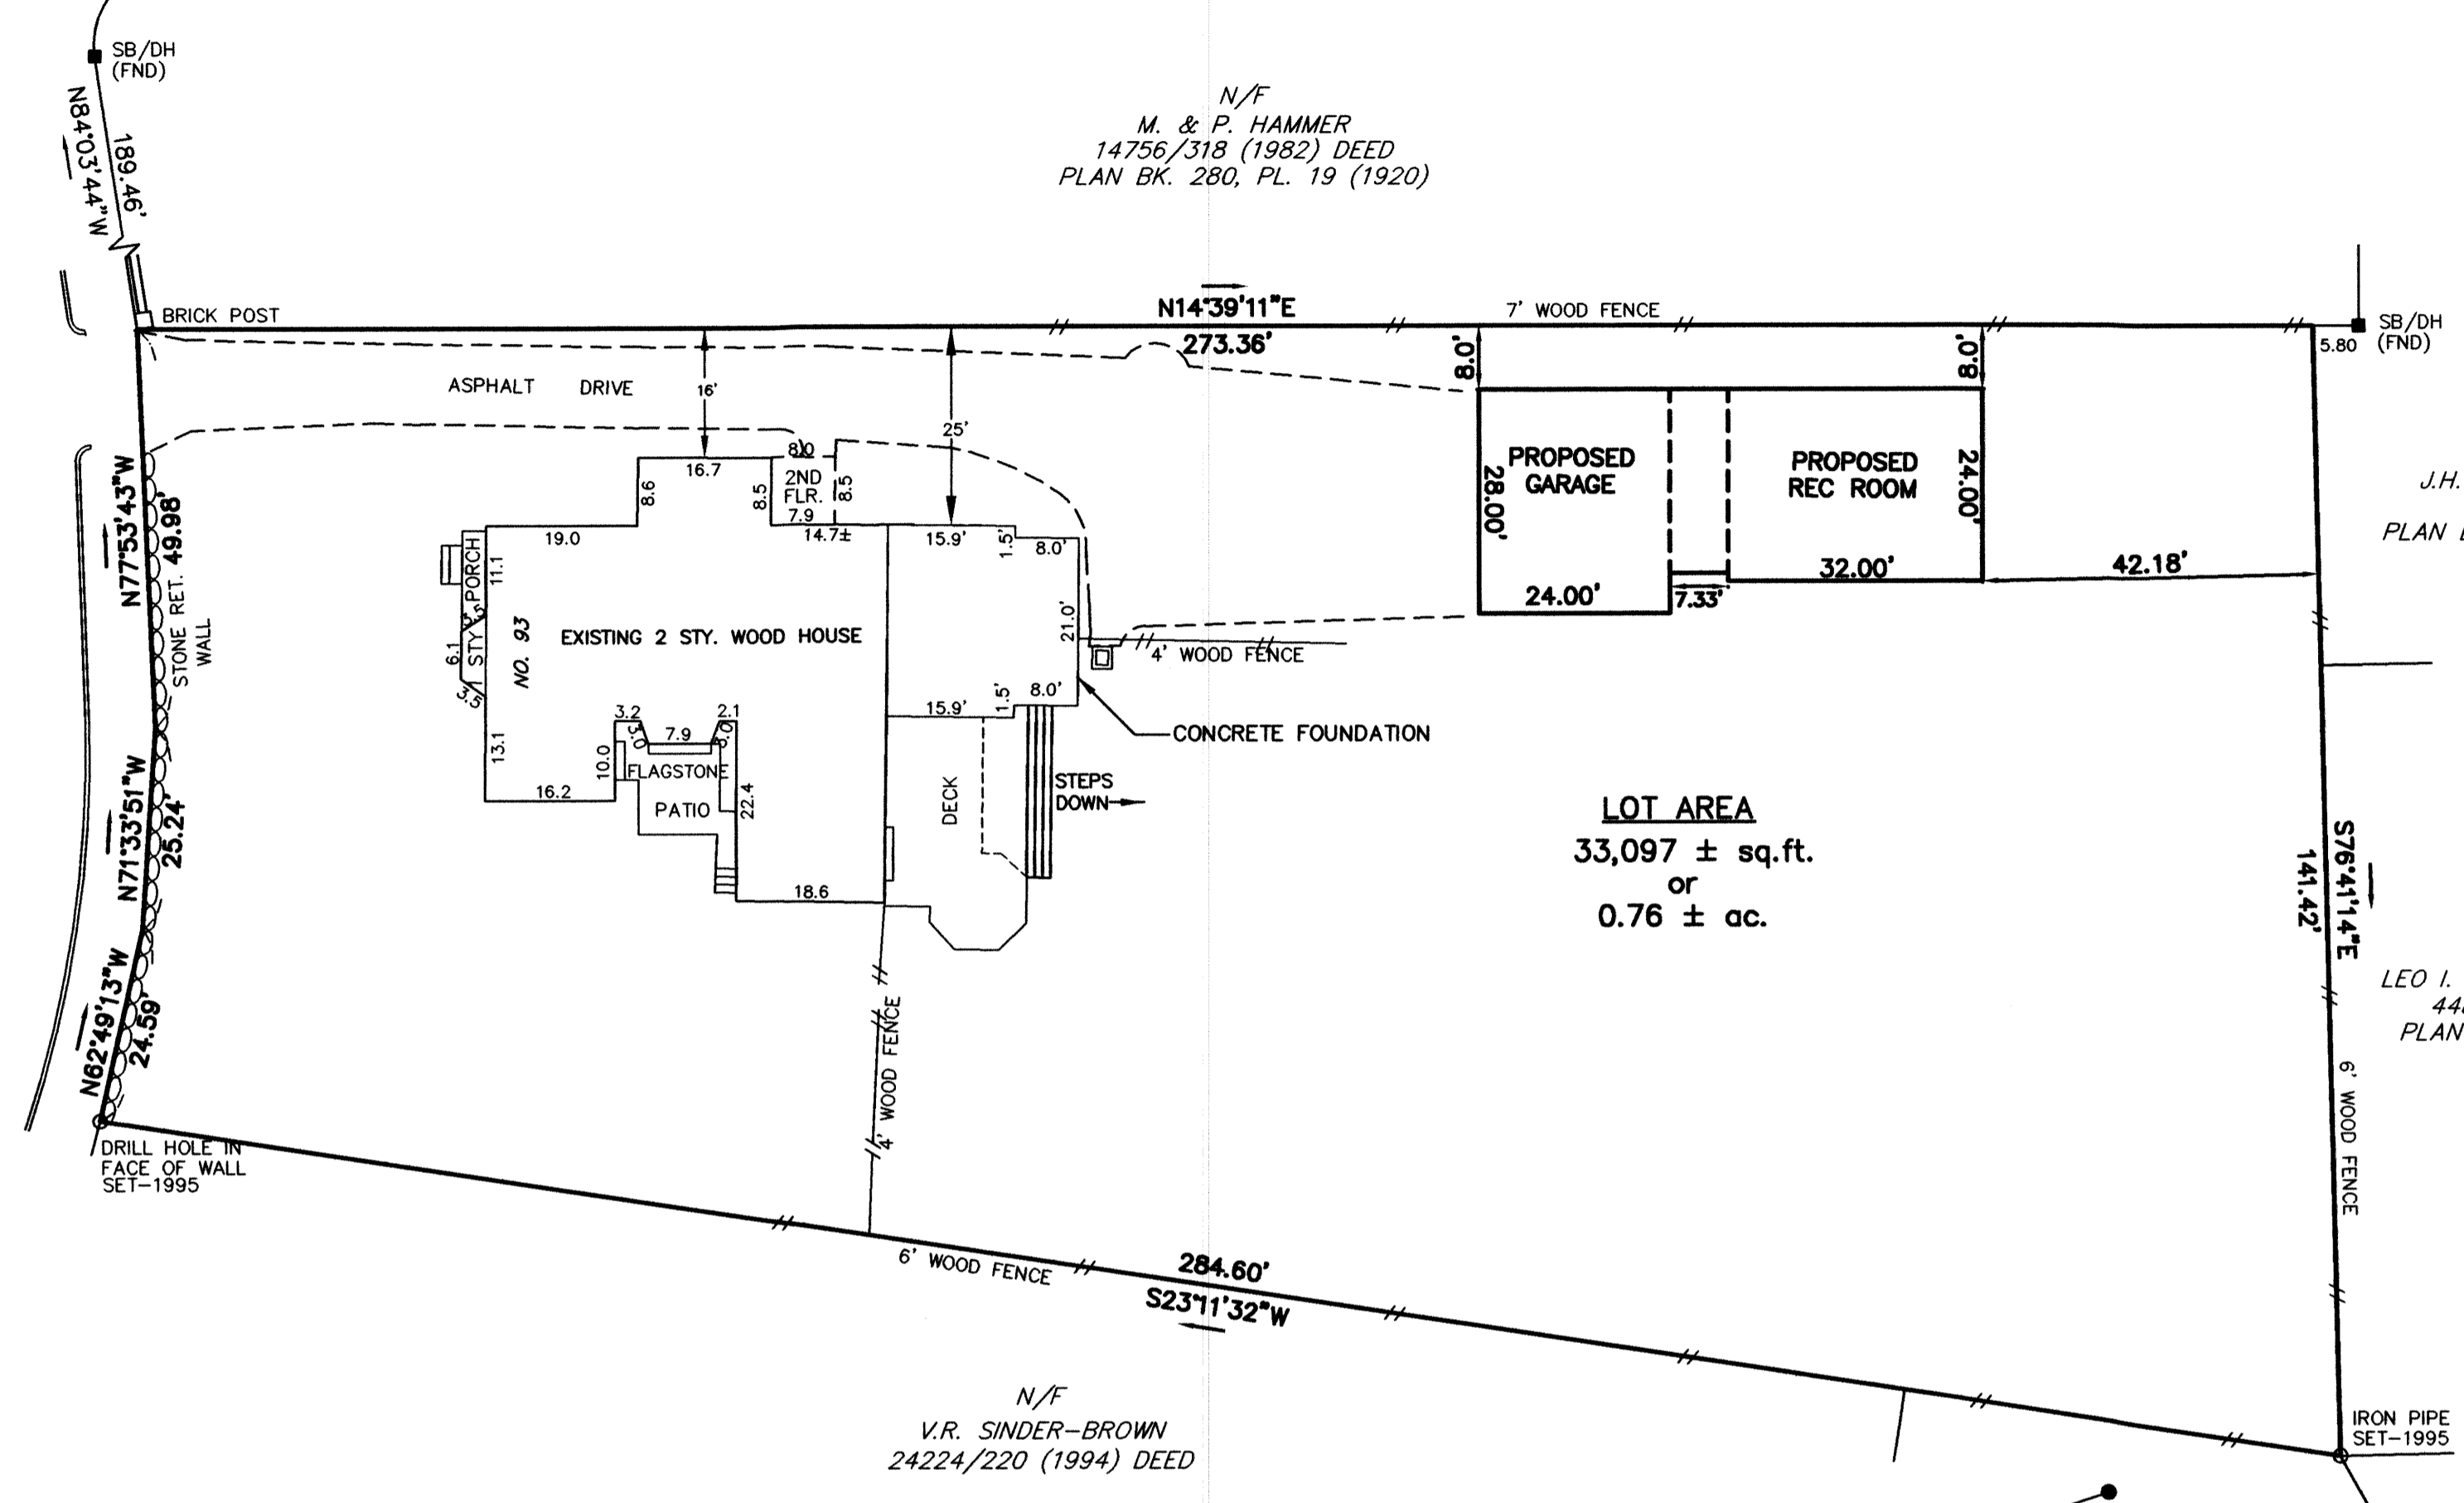 SB/DH
(FND)
N84°03'44"W
189.46'
N/F
M. & P. HAMMER
14756/318 (1982) DEED
PLAN BK. 280, PL. 19 (1920)
BRICK POST
N14°39'11"E
273.36'
7' WOOD FENCE
SB/DH
(FND)
5.80
ASPHALT DRIVE
16'
25'
8.0'
8.0'
PROPOSED
GARAGE
28.00'
24.00'
7.33'
PROPOSED
REC ROOM
24.00'
32.00'
42.18'
J.H.
PLAN
N77°53'43"W
49.98'
STONE RET.
WALL
N71°33'51"W
25.24'
N62°49'13"W
24.59'
16.7
8.6
8.5
8.0
2ND
FLR.
8.5
7.9
19.0
14.7±
15.9'
1.5'
8.0'
STY PORCH
11.1
6.1
3.5
13.1
NO. 93
EXISTING 2 STY. WOOD HOUSE
21.0'
4' WOOD FENCE
15.9'
1.5'
8.0'
CONCRETE FOUNDATION
3.2
3.0
7.9
2.1
3.0
10.0
FLAGSTONE
PATIO
16.2
22.4
18.6
DECK
STEPS
DOWN
LOT AREA
33,097 ± sq.ft.
or
0.76 ± ac.
S76°41'14"E
141.42'
LEO I.
PLAN
6' WOOD FENCE
4' WOOD FENCE
DRILL HOLE IN
FACE OF WALL
SET-1995
6' WOOD FENCE
284.60'
S23°11'32"W
N/F
V.R. SINDER-BROWN
24224/220 (1994) DEED
IRON PIPE
SET-1995